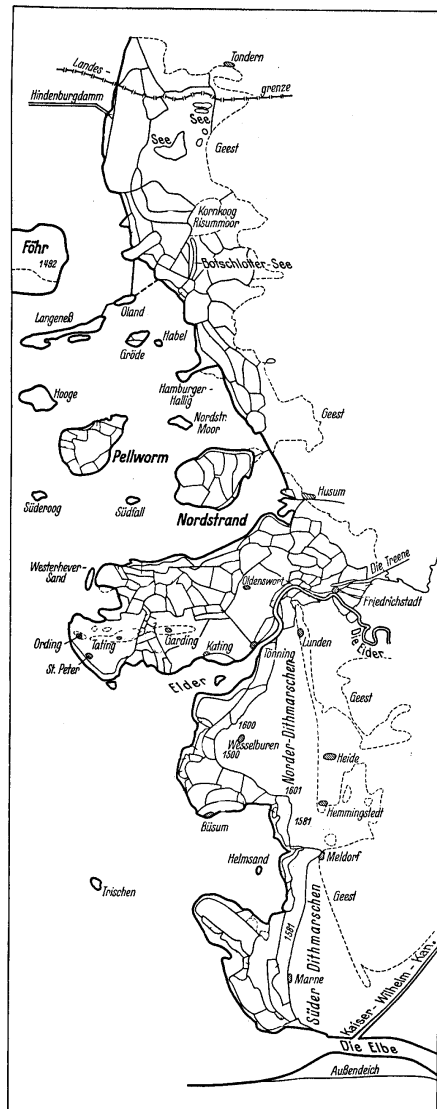 Tondern
Landes-
grenze
Hindenburgdamm
See
See
Geest
Kornkoog
Risummoor
Föhr
1492
Botschlotter-See
Oland
Langeneß
Habel
Gröde
Hamburger-
Hallig
Hooge
Nordstr.
Moor
Geest
Pellworm
Süderoog
Südfall
Nordstrand
Husum
Westerhever-
Sand
Oldenswort
Die Treene
Friedrichstadt
Ording
Tating
Garding
Kating
Tönning
Lunden
Die Eider
St. Peter
Eider
Geest
1600
Wesselburen
1500
Norder-Dithmarschen
Heide
1601
Hemmingstedt
Büsum
1581
Meldorf
Helmsand
Trischen
Geest
1581
Süder Dithmarschen
Marne
Kaiser-Wilhelm-Kan.
Die Elbe
Außendeich